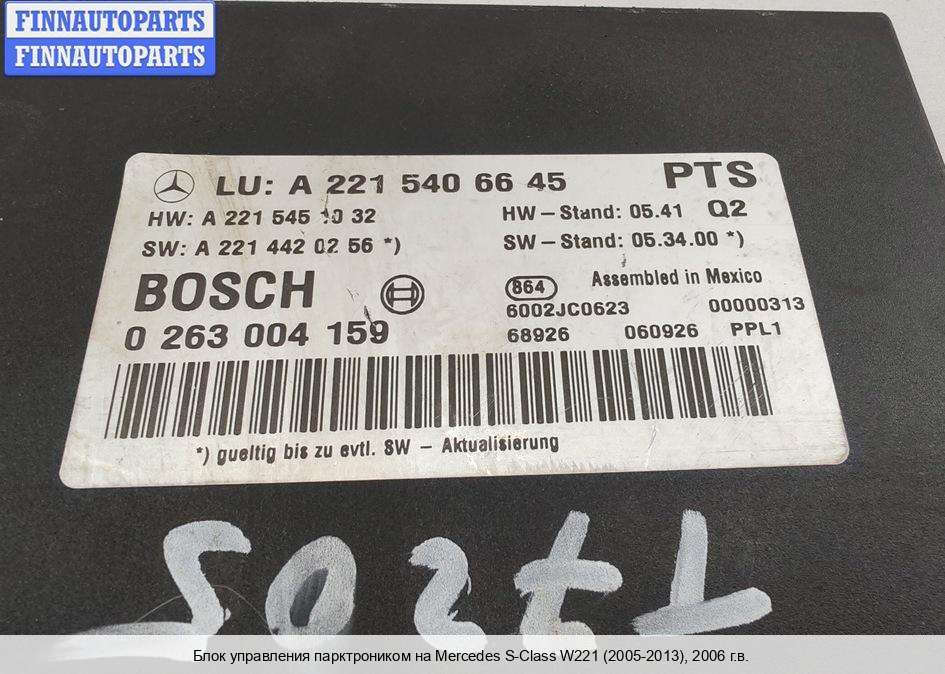 FINNAUTOPARTS
FINNAUTOPARTS
LU: A 221 540 66 45 PTS
HW: A 221 545 10 32 HW – Stand: 05.41 Q2
SW: A 221 442 02 56 *) SW – Stand: 05.34.00 *)
BOSCH 864 Assembled in Mexico
6002JC0623 00000313
0 263 004 159 68926 060926 PPL1
*) gueltig bis zu evtl. SW – Aktualisierung
Блок управления парктроником на Mercedes S-Class W221 (2005-2013), 2006 г.в.